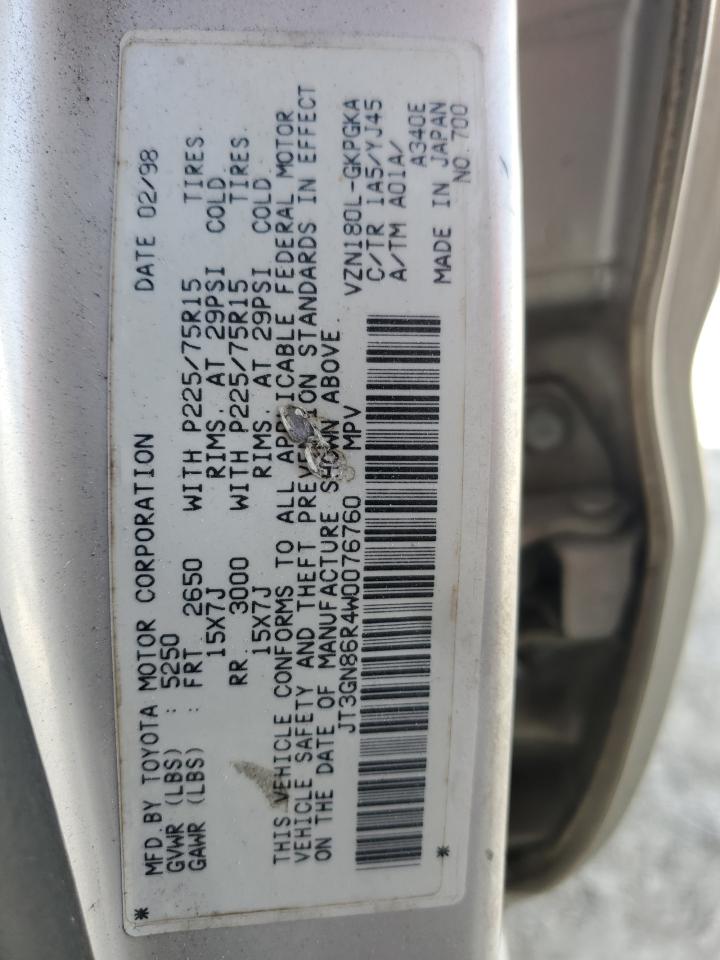 * MFD. BY TOYOTA MOTOR CORPORATION DATE 02/98
GVWR (LBS) : 5250
GAWR (LBS) : FRT. 2650 WITH P225/75R15 TIRES.
15X7J RIMS. AT 29PSI COLD
RR. 3000 WITH P225/75R15 TIRES.
15X7J RIMS. AT 29PSI COLD
THIS VEHICLE CONFORMS TO ALL APPLICABLE FEDERAL MOTOR
VEHICLE SAFETY AND THEFT PREVENTION STANDARDS IN EFFECT
ON THE DATE OF MANUFACTURE SHOWN ABOVE.
JT3GN86R4W0076760 MPV
VZN180L-GKPGKA
C/TR 1A5/YJ45
A/TM A01A/
A340E
* MADE IN JAPAN
NO. 700